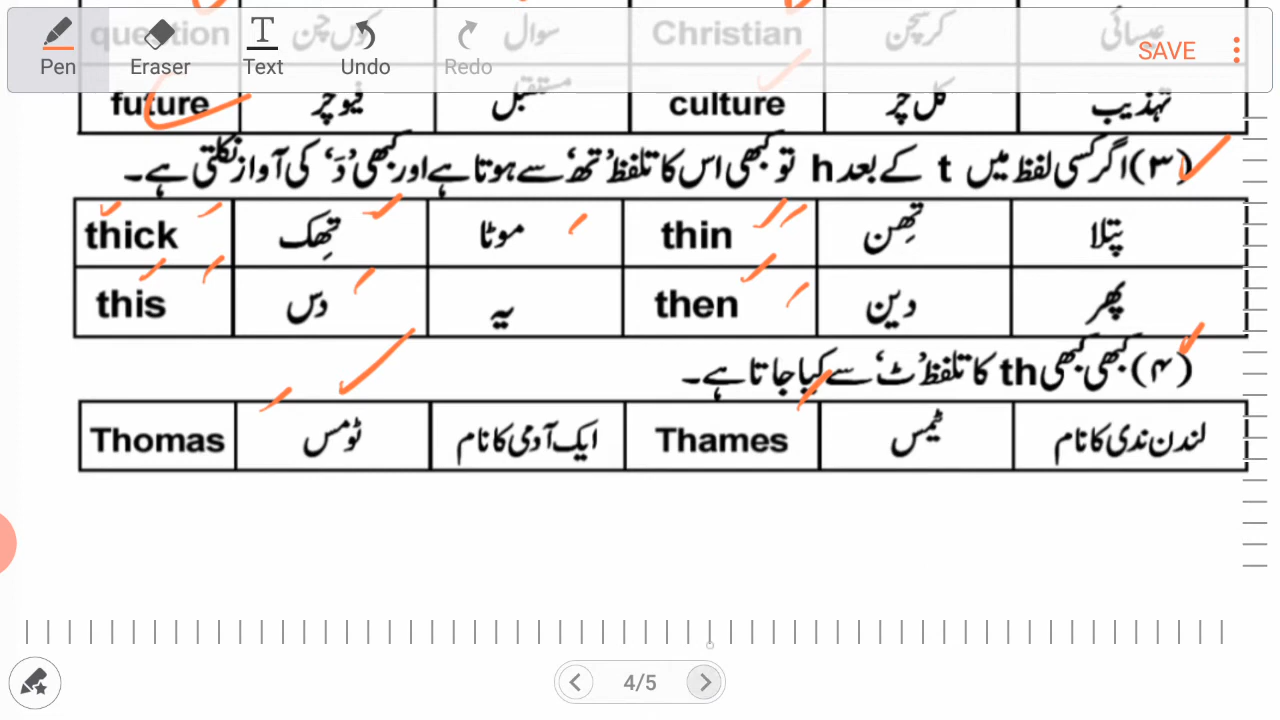 question کوس چن سوال Christian کرسچن عیسائی
Pen Eraser Text Undo Redo SAVE
future فیوچر مستقبل culture کل چر تہذیب
(۳) اگر کسی لفظ میں t کے بعد h تو کبھی اس کا تلفظ ’تھ‘ سے ہوتا ہے اور کبھی ’دَ‘ کی آواز نکلتی ہے۔
thick تھِک موٹا thin تھِن پتلا
this دس یہ then دین پھر
(۴) کبھی کبھی th کا تلفظ ’ٹ‘ سے کیا جاتا ہے۔
Thomas ٹومس ایک آدمی کا نام Thames ٹیمس لندن ندی کا نام
4/5